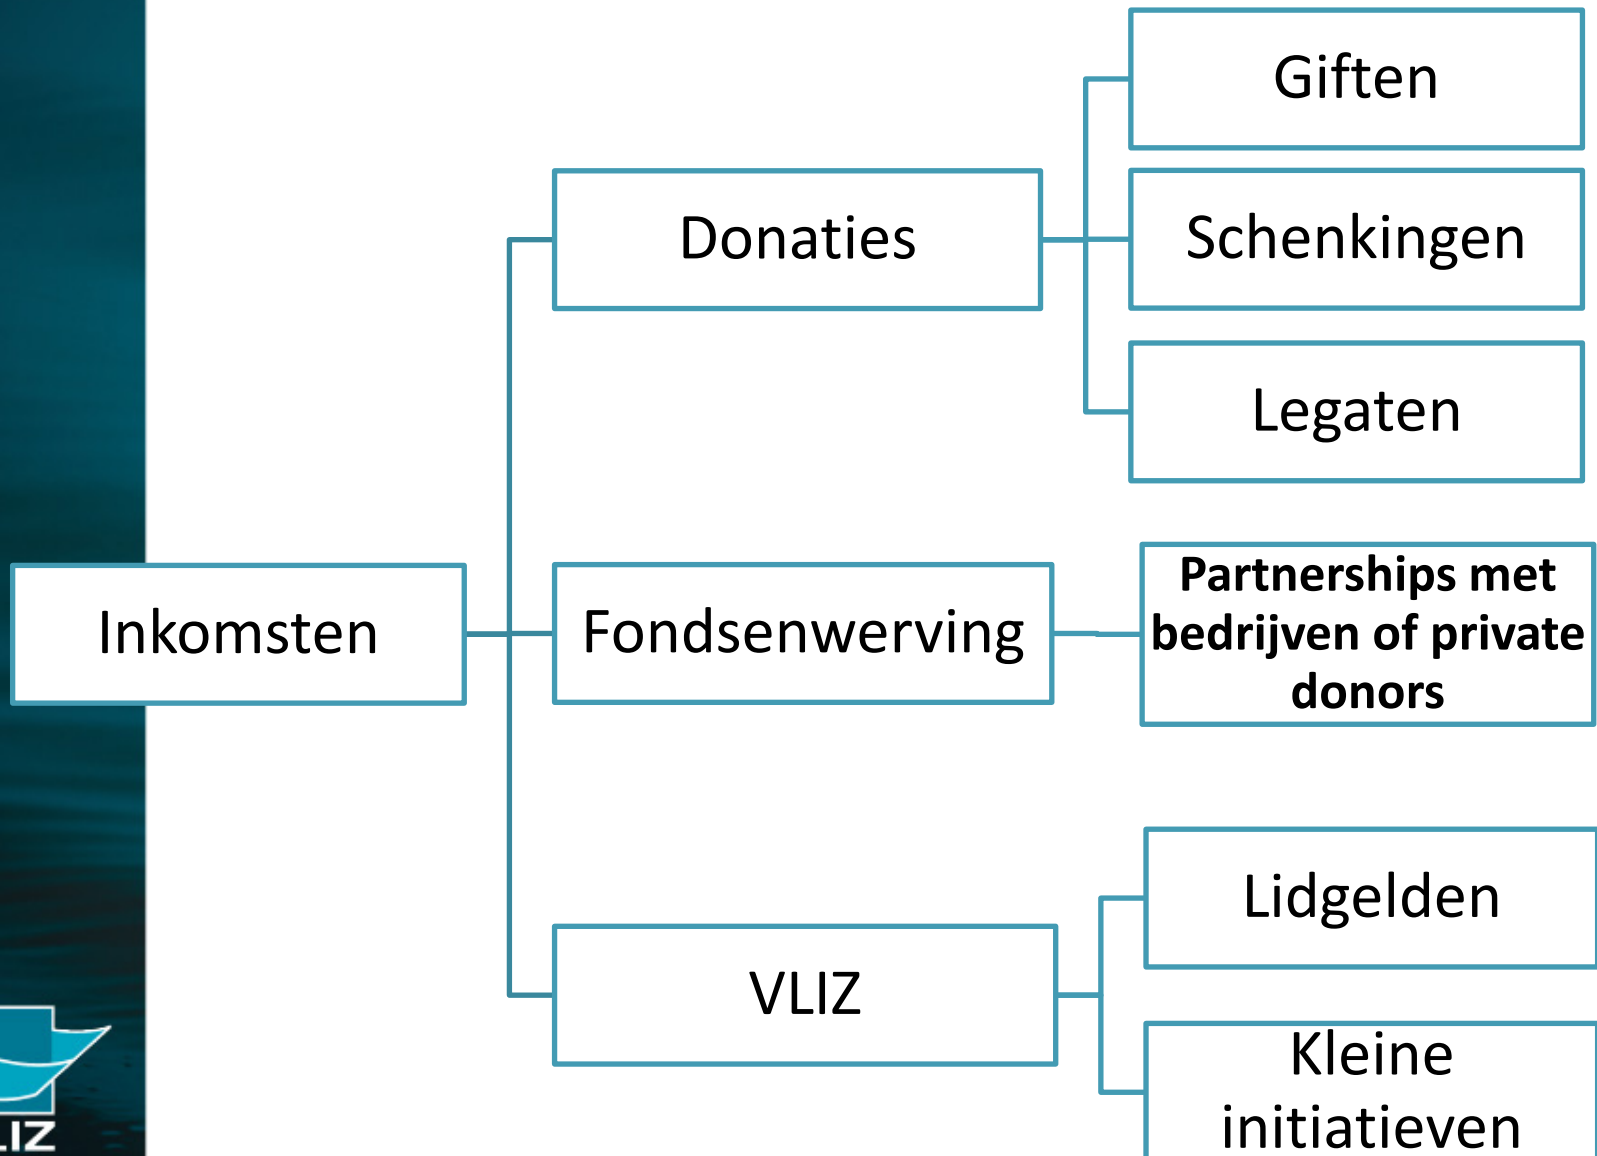 Giften
Donaties
Schenkingen
Legaten
Inkomsten
Fondsenwerving
Partnerships met
bedrijven of private
donors
VLIZ
Lidgelden
Kleine
initiatieven
LIZ